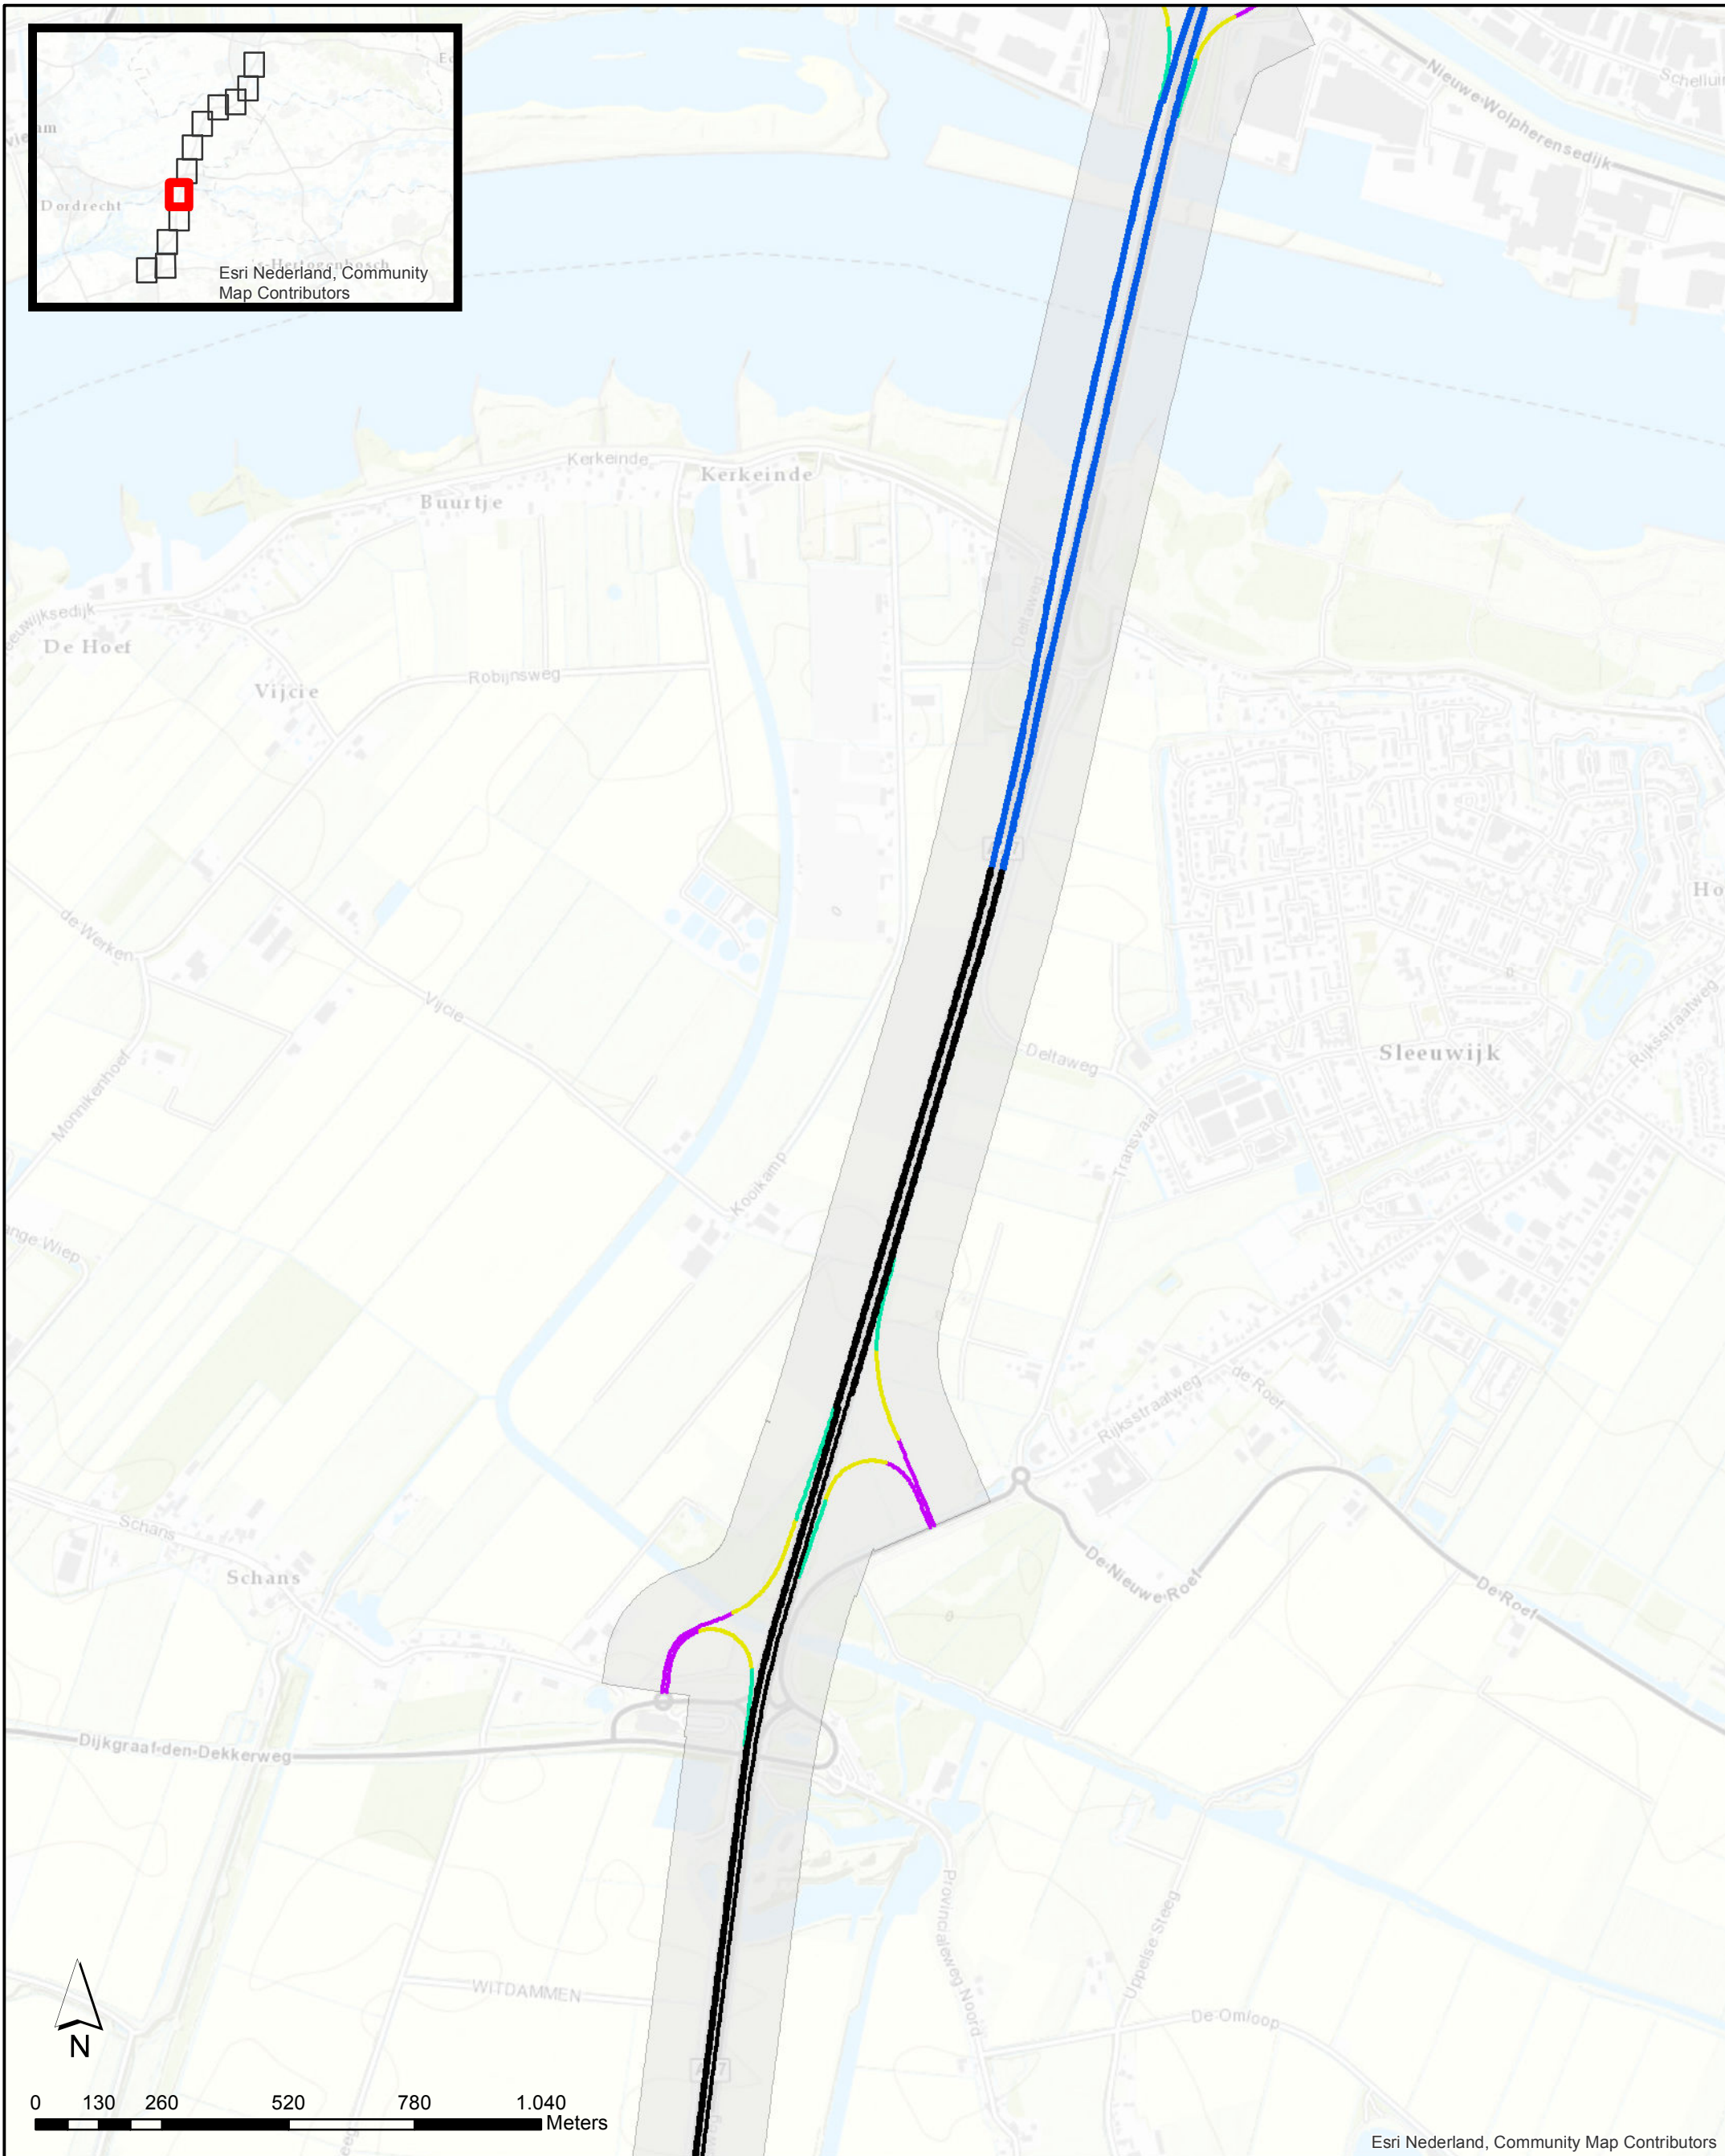 Dordrecht
's-Hertogenbosch
Esri Nederland, Community
Map Contributors
Nieuwe-Wolpherensedijk
Kerkeinde
Kerkeinde
Buurtje
De Hoef
Vijcie
Robijnsweg
Deltaweg
de Werken
Vijcie
Monnikenhoef
Kooikamp
Deltaweg
Transvaal
Sleeuwijk
Rijksstraatweg
Rijksstraatweg
de Roef
Schans
Schans
De-Nieuwe-Roef
De-Roef
Dijkgraaf-den-Dekkerweg
Provincialeweg Noord
Uppelse Steeg
De Omloop
WITDAMMEN
N
0 130 260 520 780 1.040
Meters
Esri Nederland, Community Map Contributors